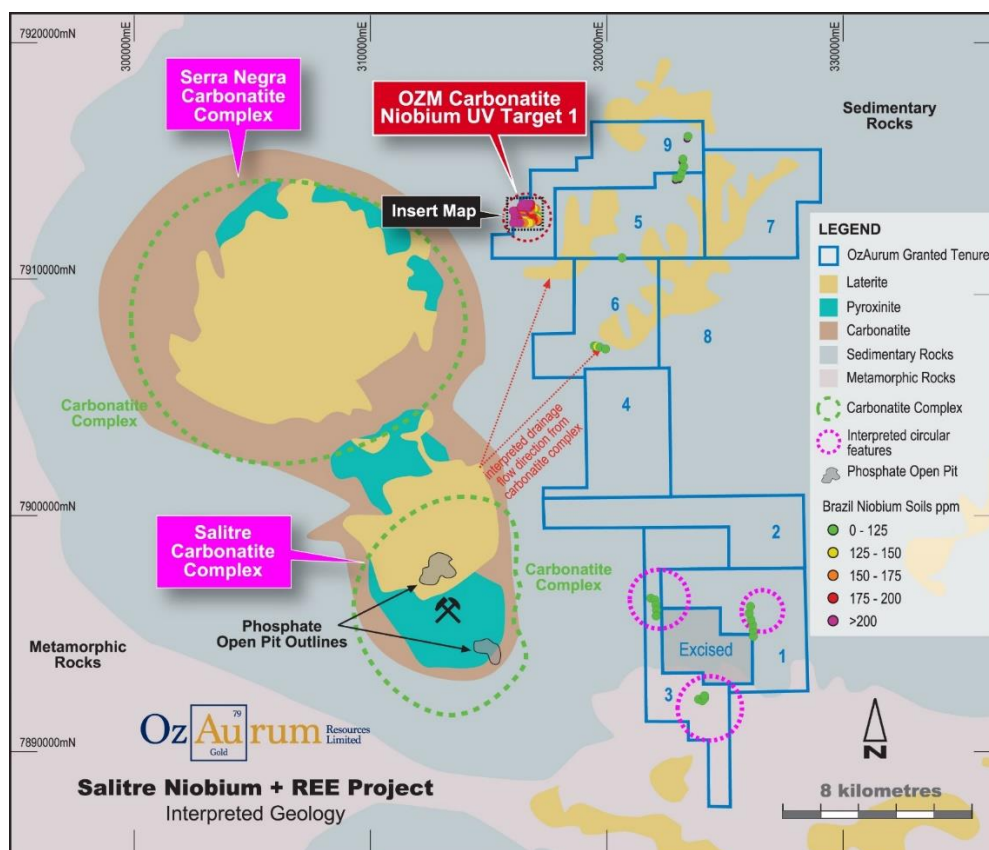 300000mE
310000mE
320000mE
330000mE
7920000mN
7910000mN
7900000mN
7890000mN
Serra Negra
Carbonatite
Complex
OZM Carbonatite
Niobium UV Target 1
Insert Map
Sedimentary
Rocks
9
5
7
6
8
4
2
1
3
Excised
Carbonatite
Complex
Interpreted drainage
flow direction from
carbonatite complex
Salitre
Carbonatite
Complex
Carbonatite
Complex
Phosphate
Open Pit Outlines
Metamorphic
Rocks
LEGEND
OzAurum Granted Tenure
Laterite
Pyroxinite
Carbonatite
Sedimentary Rocks
Metamorphic Rocks
Carbonatite Complex
Interpreted circular
features
Phosphate Open Pit
Brazil Niobium Soils ppm
0 - 125
125 - 150
150 - 175
175 - 200
>200
79
Oz Au rum Resources
Limited
Gold
Salitre Niobium + REE Project
Interpreted Geology
N
8 kilometres